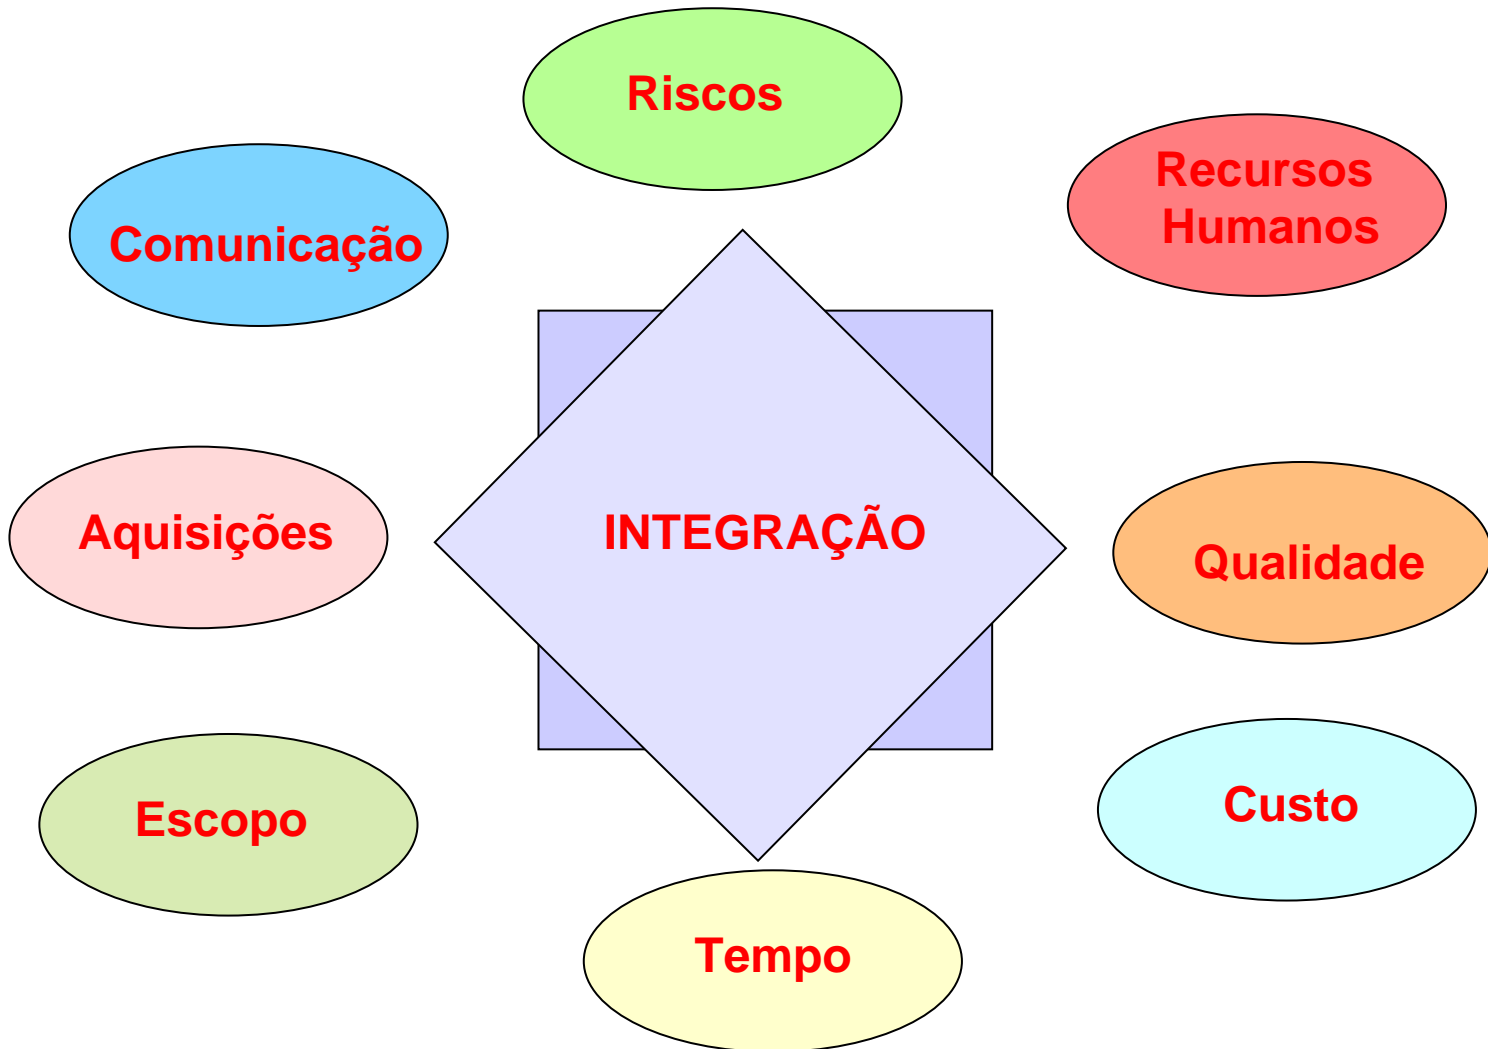 Riscos
Recursos
Humanos
Comunicação
Aquisições
INTEGRAÇÃO
Qualidade
Escopo
Custo
Tempo